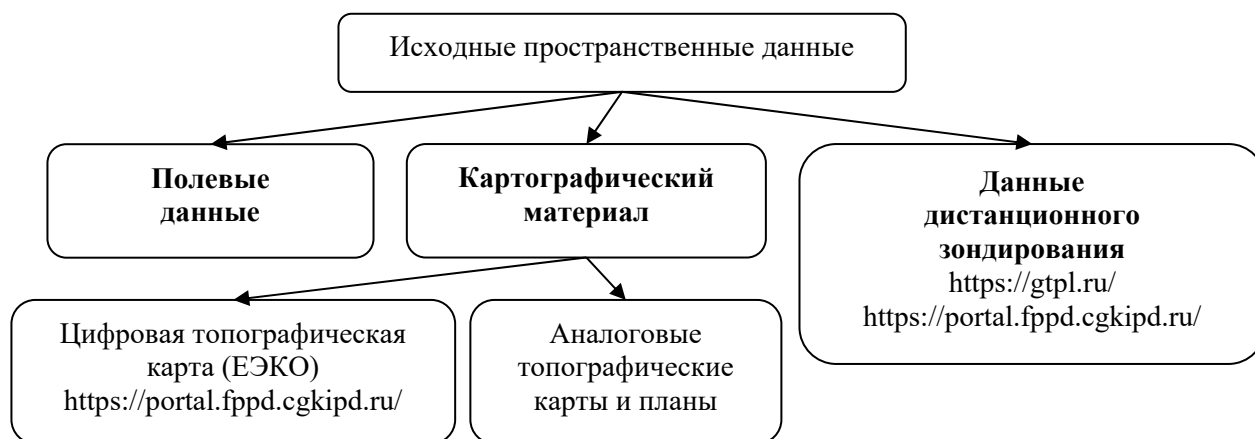 Исходные пространственные данные
Полевые
данные
Картографический
материал
Данные
дистанционного
зондирования
https://gtpl.ru/
https://portal.fppd.cgkipd.ru/
Цифровая топографическая
карта (ЕЭКО)
https://portal.fppd.cgkipd.ru/
Аналоговые
топографические
карты и планы